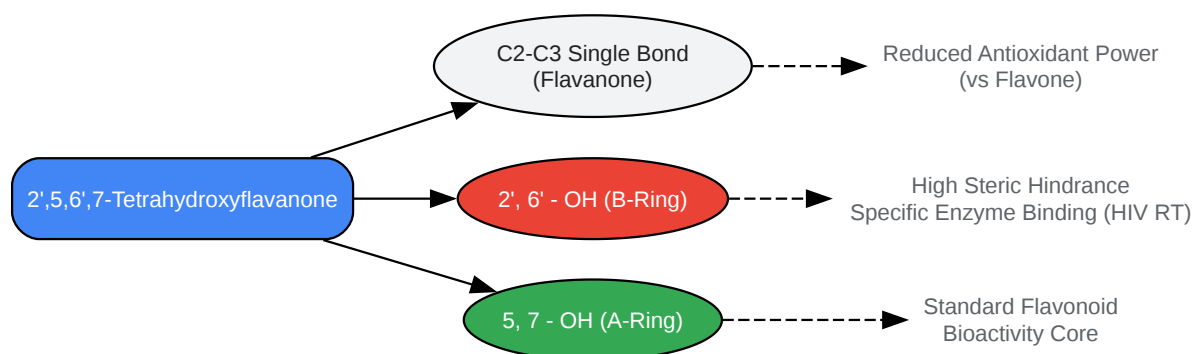 C2-C3 Single Bond
(Flavanone)
Reduced Antioxidant Power
(vs Flavone)
2',5,6',7-Tetrahydroxyflavanone
2', 6' - OH (B-Ring)
High Steric Hindrance
Specific Enzyme Binding (HIV RT)
5, 7 - OH (A-Ring)
Standard Flavonoid
Bioactivity Core